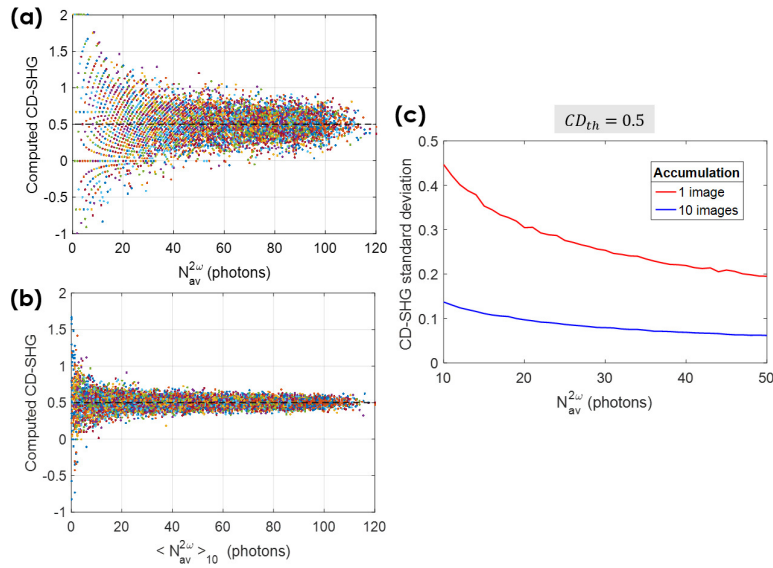 (a)
Computed CD-SHG
2
1.5
1
0.5
0
-0.5
-1
0 20 40 60 80 100 120
N_av^2ω (photons)
(b)
Computed CD-SHG
2
1.5
1
0.5
0
-0.5
-1
0 20 40 60 80 100 120
< N_av^2ω >_10 (photons)
(c)
CD_th = 0.5
CD-SHG standard deviation
0.5
0.4
0.3
0.2
0.1
0
10 20 30 40 50
N_av^2ω (photons)
Accumulation
1 image
10 images